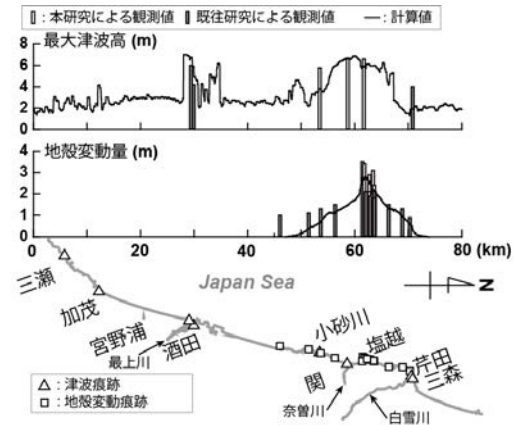 : 本研究による観測値 : 既往研究による観測値 : 計算値
最大津波高 (m)
8
6
4
2
0
地殻変動量 (m)
4
3
2
1
0
0 20 40 60 80 (km)
Japan Sea
N
三瀬
加茂
宮野浦
最上川
酒田
小砂川
塩越
関
芹田
三森
奈曽川
白雪川
: 津波痕跡
: 地殻変動痕跡